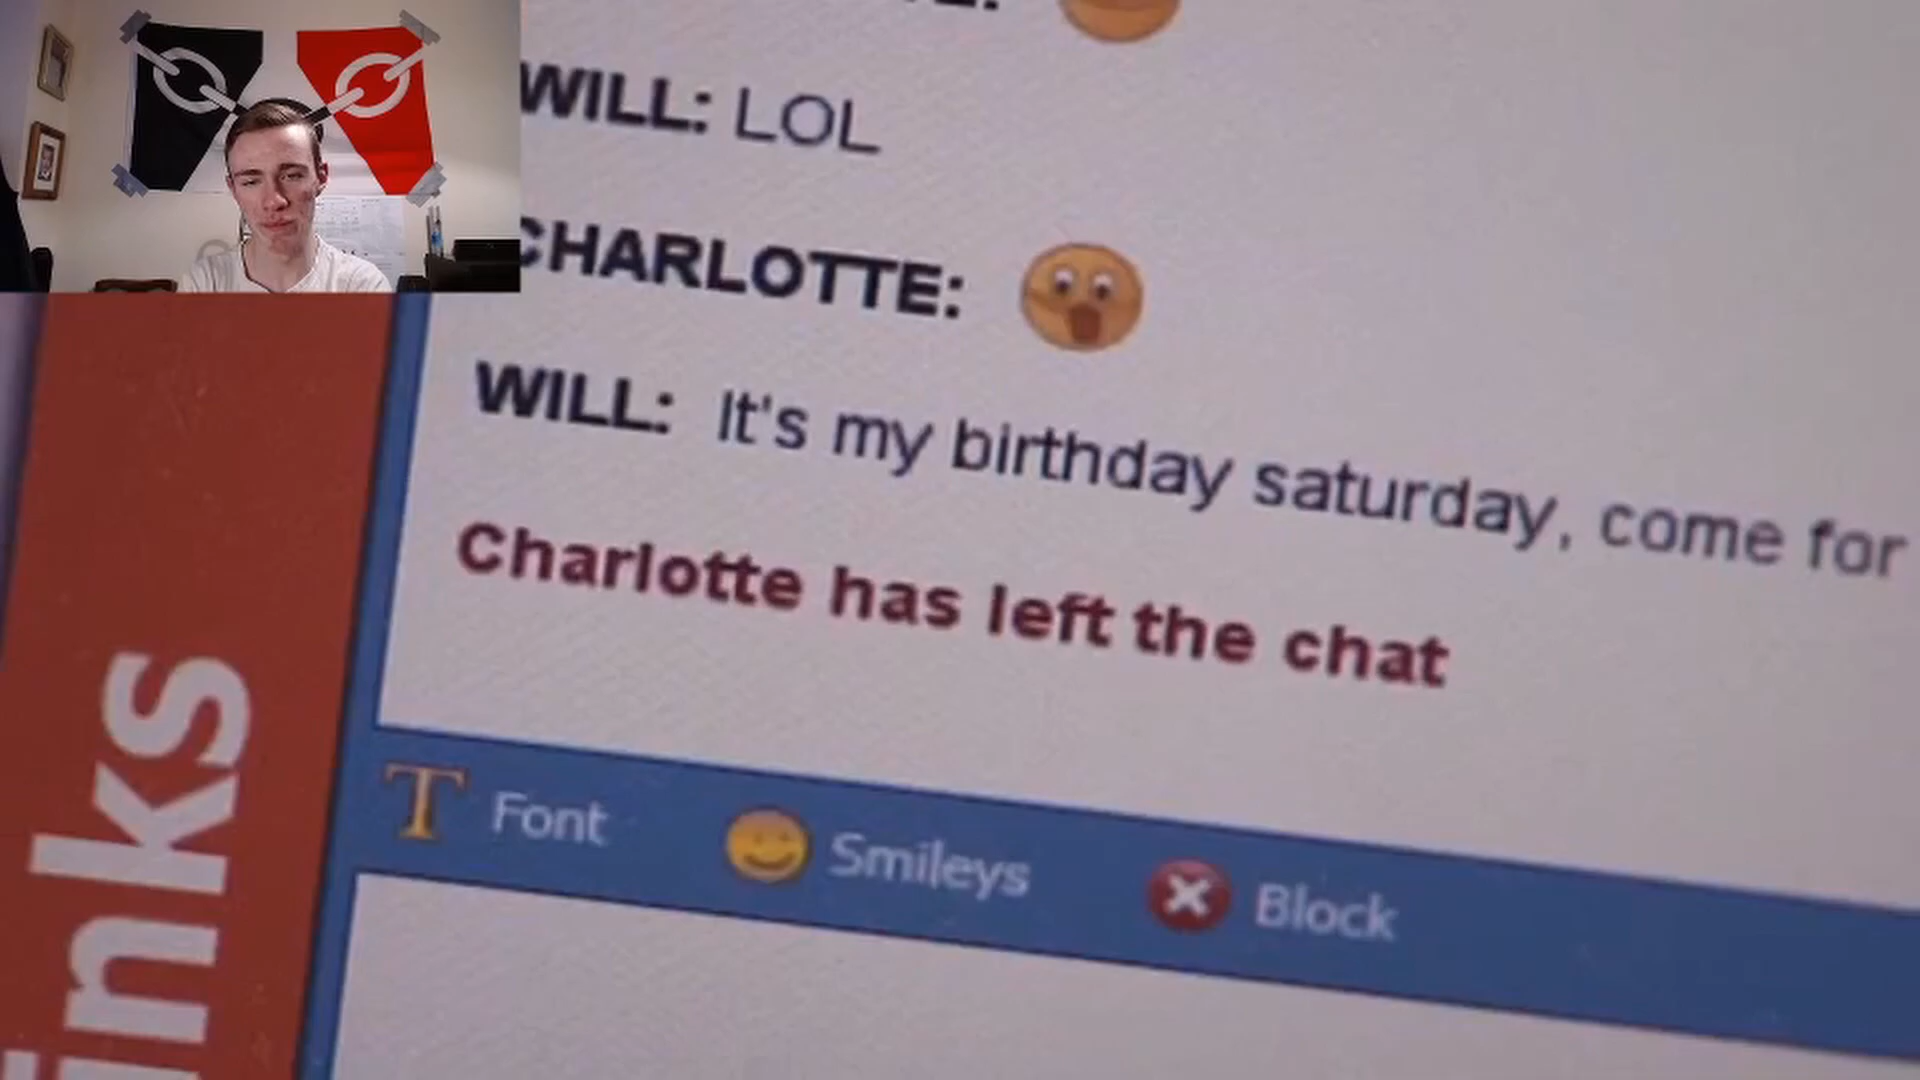 WILL: LOL
CHARLOTTE:
WILL: It's my birthday saturday, come for
Charlotte has left the chat
Font Smileys Block
inks